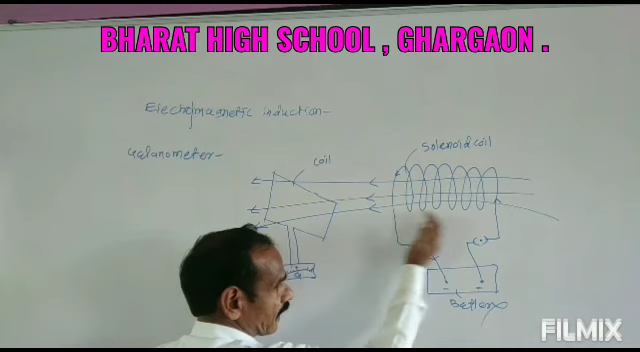 BHARAT HIGH SCHOOL , GHARGAON .
Electromagnetic induction-
Galanometer-
coil
Solenoid coil
G
Battery
FILMIX